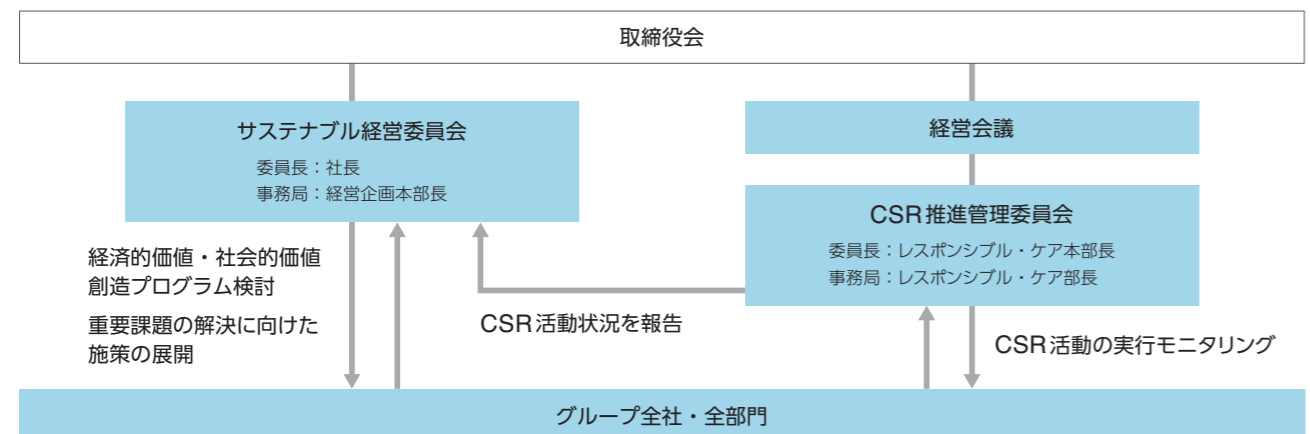 取締役会
サステナブル経営委員会
委員長：社長
事務局：経営企画本部長
経営会議
CSR推進管理委員会
委員長：レスポンシブル・ケア本部長
事務局：レスポンシブル・ケア部長
経済的価値・社会的価値
創造プログラム検討
重要課題の解決に向けた
施策の展開
CSR活動状況を報告
CSR活動の実行モニタリング
グループ全社・全部門